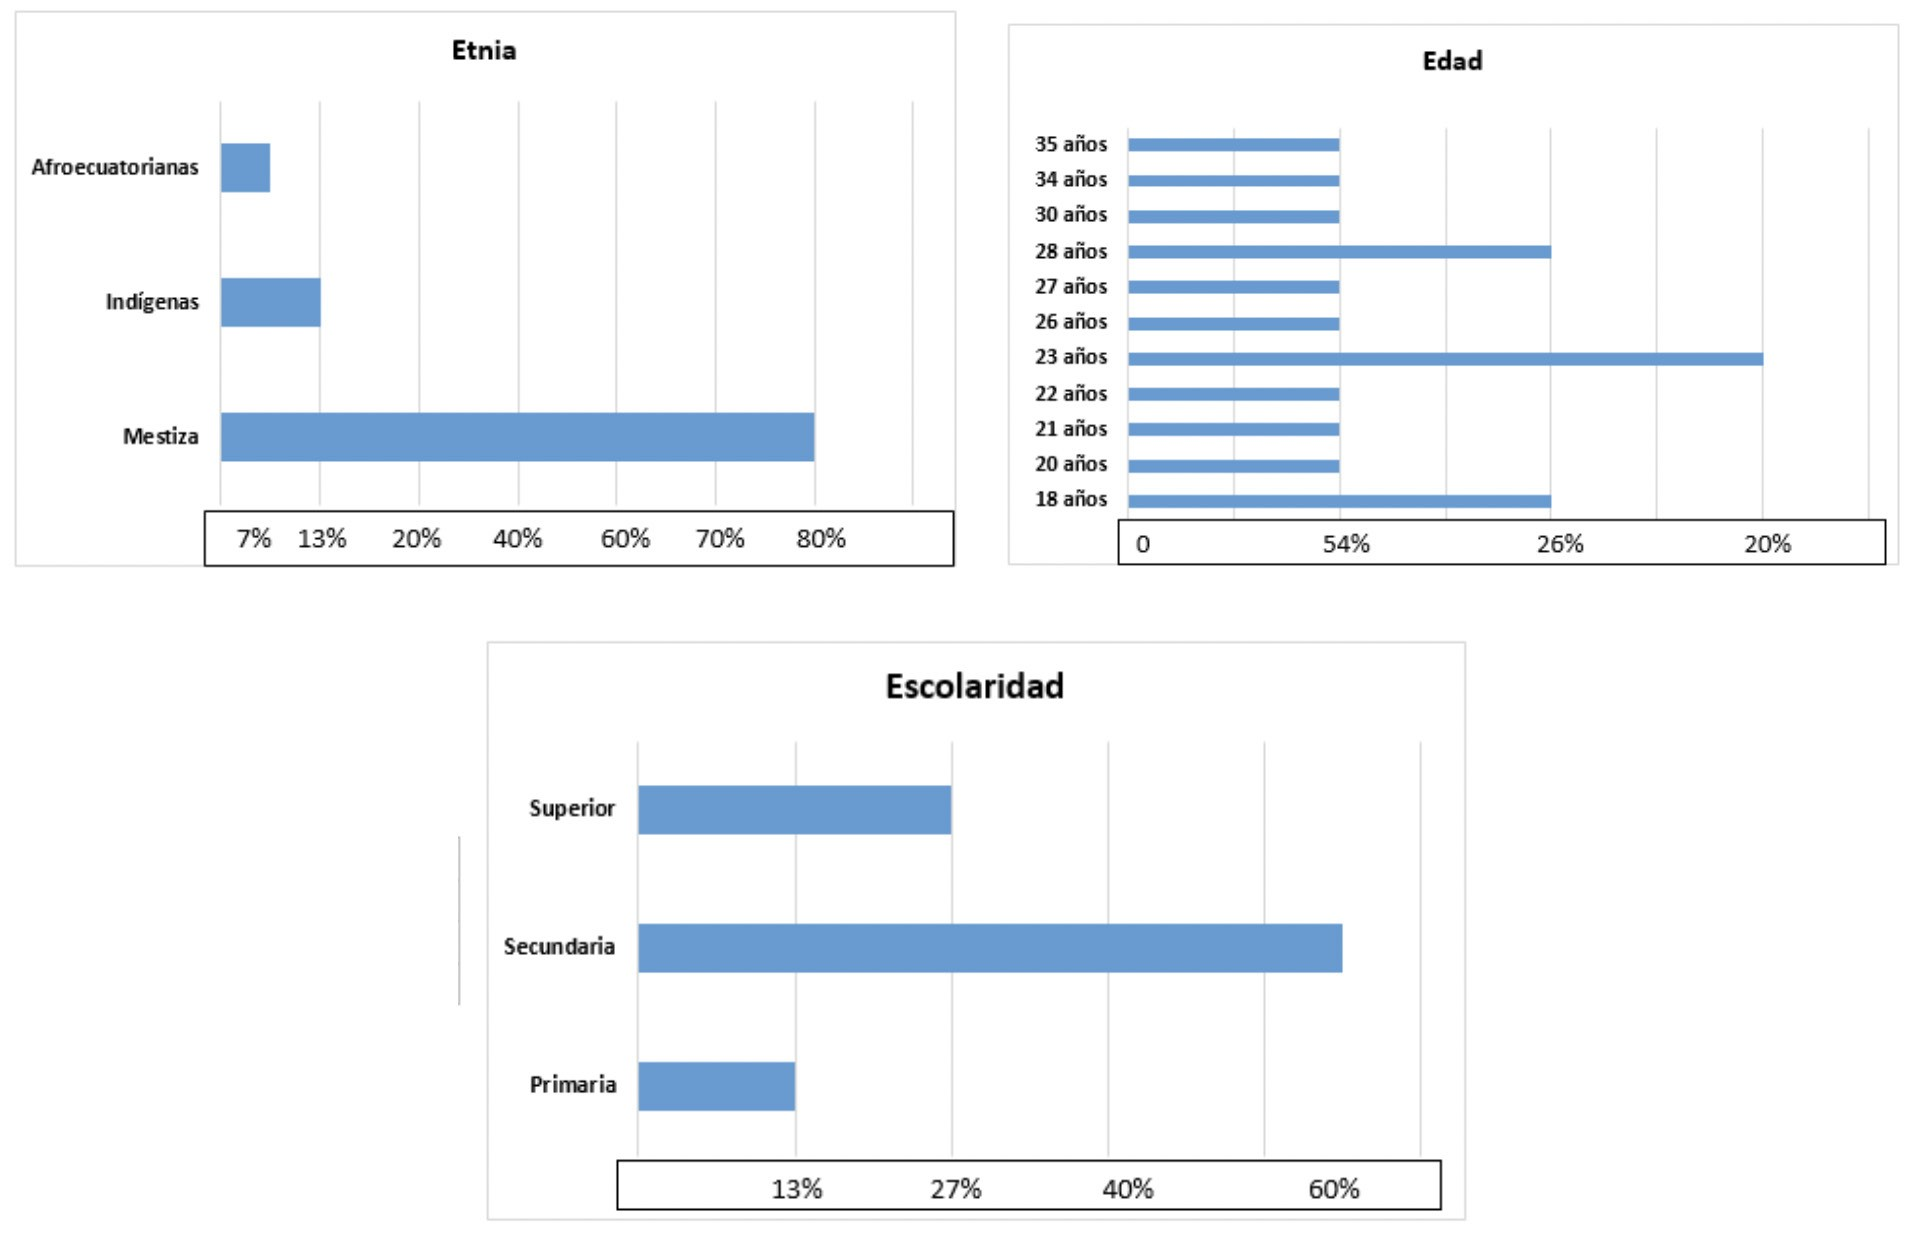 Etnia
Afroecuatorianas
Indígenas
Mestiza
7% 13% 20% 40% 60% 70% 80%
Edad
35 años
34 años
30 años
28 años
27 años
26 años
23 años
22 años
21 años
20 años
18 años
0 54% 26% 20%
Escolaridad
Superior
Secundaria
Primaria
13% 27% 40% 60%